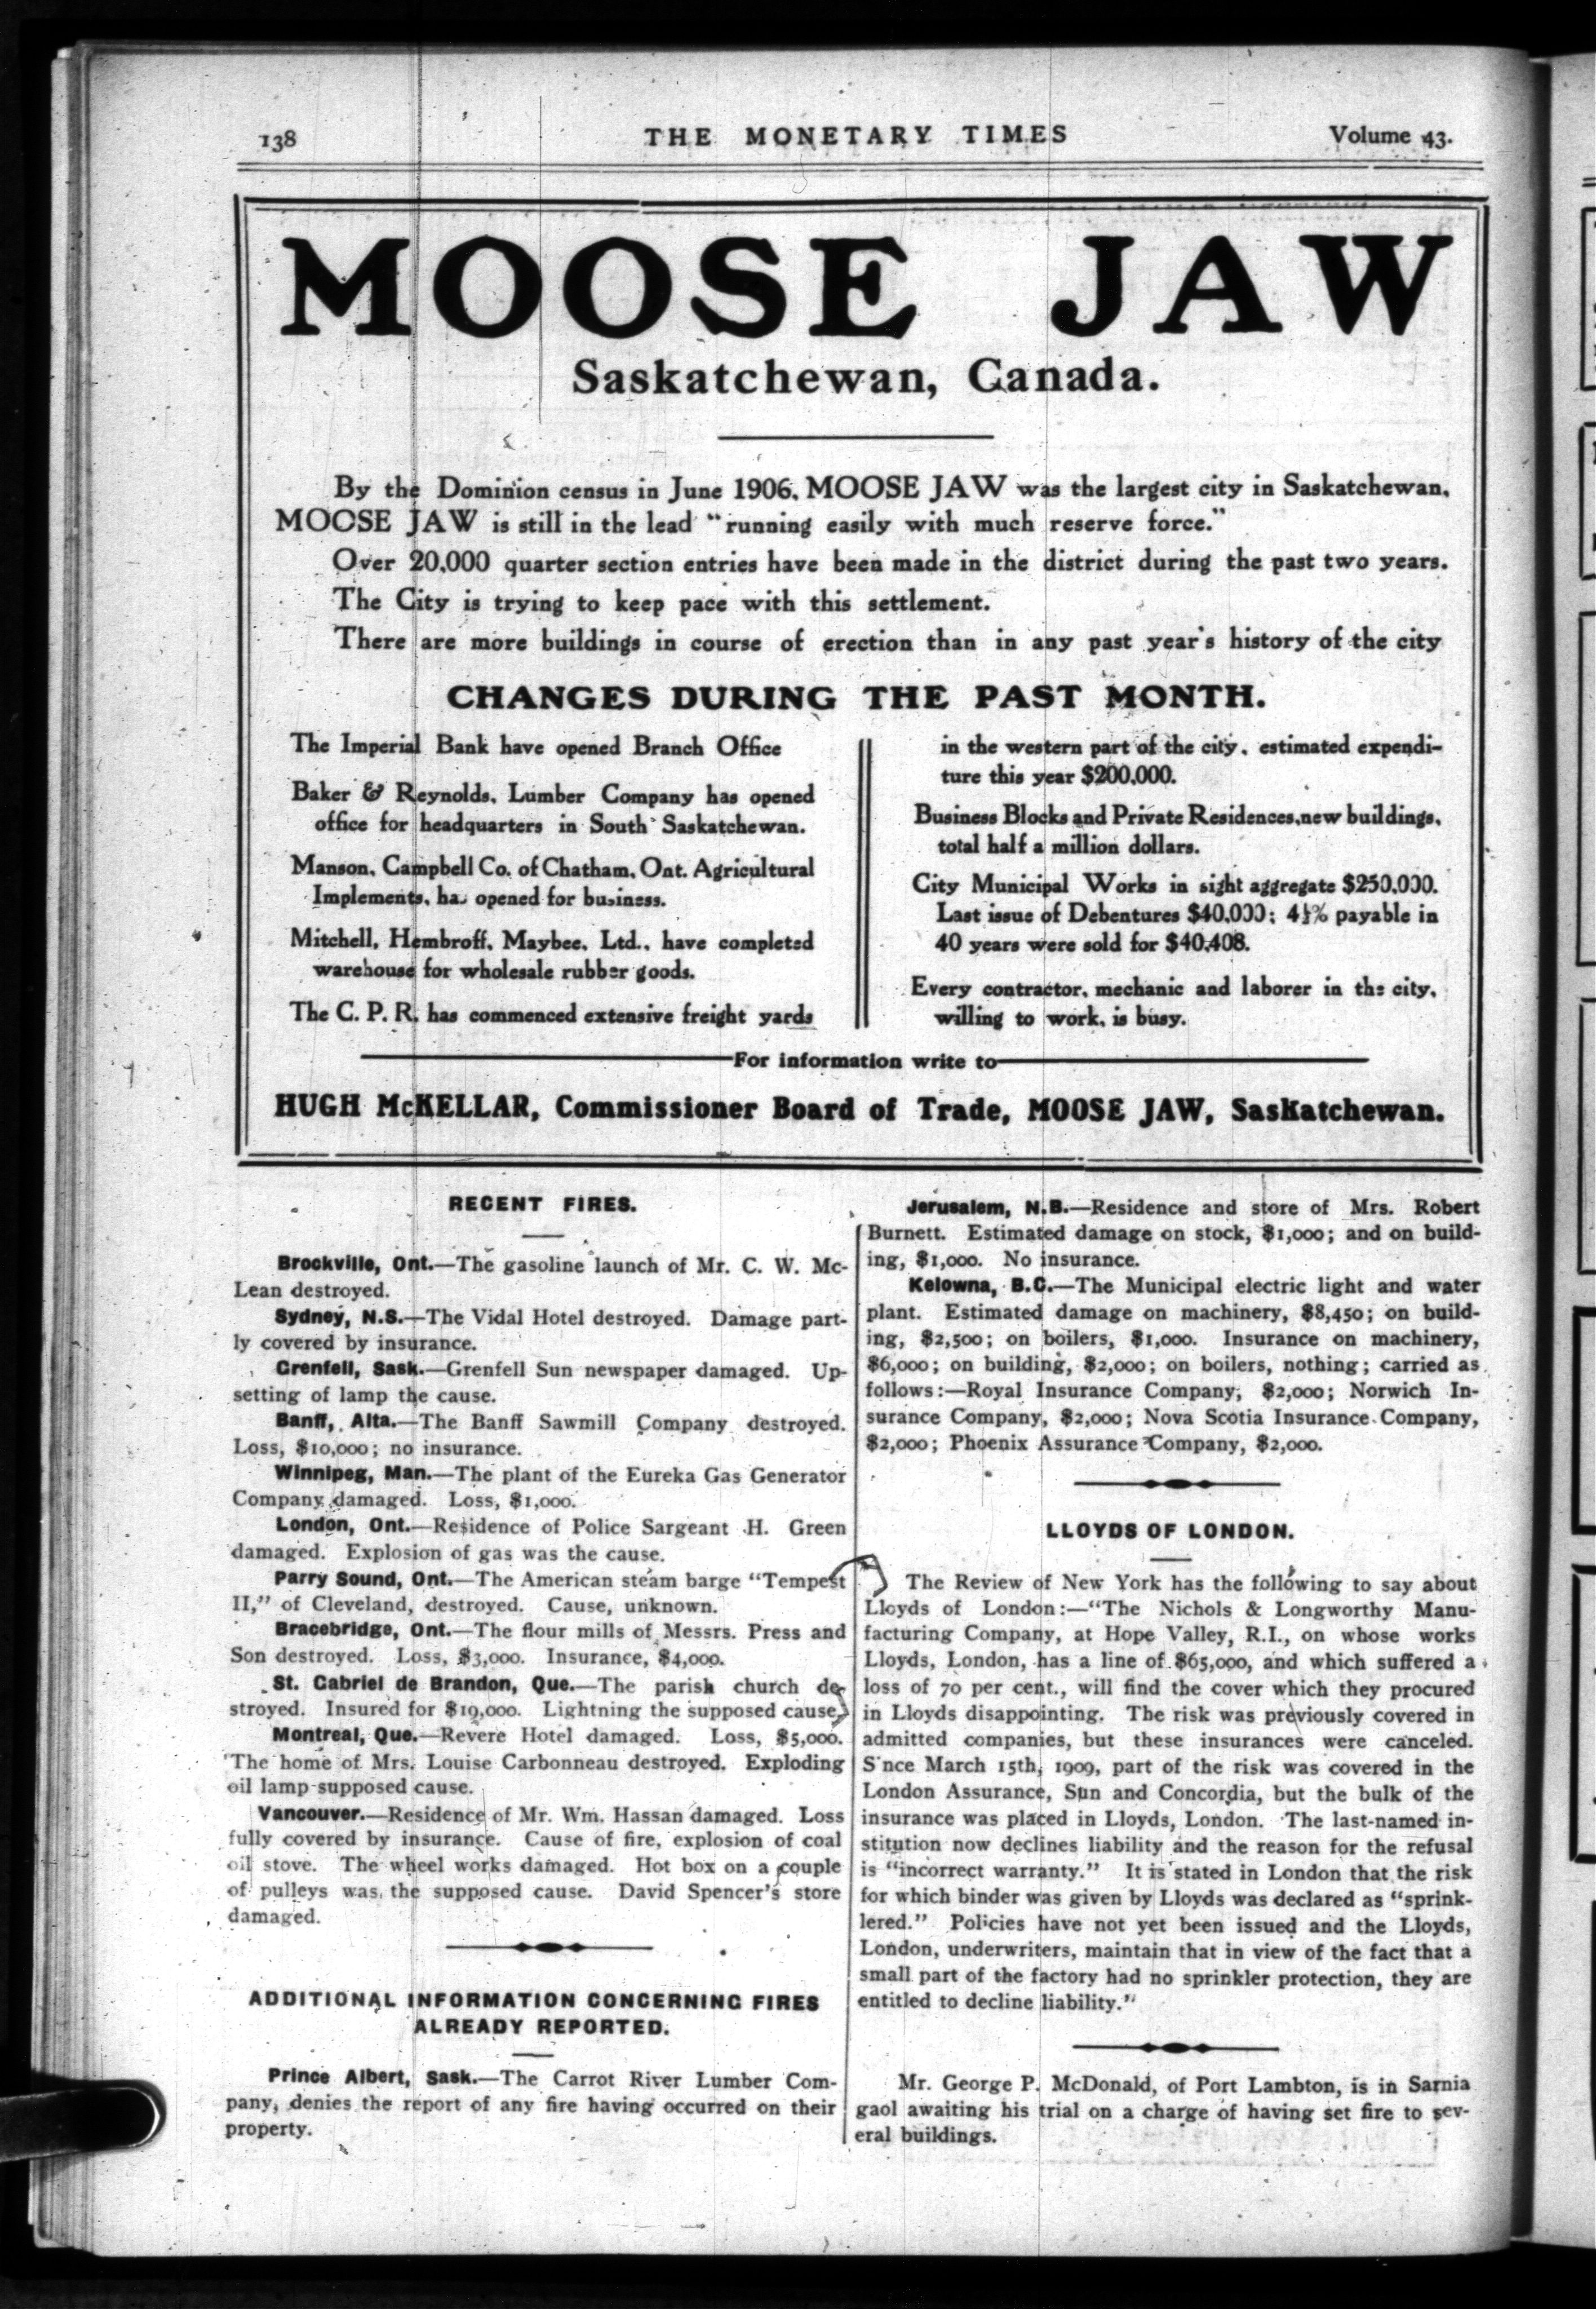 138
THE MONETARY TIMES
Volume 43.
MOOSE JAW
Saskatchewan, Canada.
By the Dominion census in June 1906, MOOSE JAW was the largest city in Saskatchewan,
MOOSE JAW is still in the lead "running easily with much reserve force."
Over 20,000 quarter section entries have been made in the district during the past two years.
The City is trying to keep pace with this settlement.
There are more buildings in course of erection than in any past year's history of the city
CHANGES DURING THE PAST MONTH.
The Imperial Bank have opened Branch Office
Baker & Reynolds, Lumber Company has opened
office for headquarters in South Saskatchewan.
Manson, Campbell Co. of Chatham, Ont. Agricultural
Implements, has opened for business.
Mitchell, Hembroff, Maybee, Ltd., have completed
warehouse for wholesale rubber goods.
The C. P. R. has commenced extensive freight yards
in the western part of the city, estimated expendi-
ture this year $200,000.
Business Blocks and Private Residences, new buildings,
total half a million dollars.
City Municipal Works in sight aggregate $250,000.
Last issue of Debentures $40,000; 4½% payable in
40 years were sold for $40,408.
Every contractor, mechanic and laborer in the city,
willing to work, is busy.
For information write to
HUGH McKELLAR, Commissioner Board of Trade, MOOSE JAW, Saskatchewan.
RECENT FIRES.
Brockville, Ont.—The gasoline launch of Mr. C. W. Mc-
Lean destroyed.
Sydney, N.S.—The Vidal Hotel destroyed. Damage part-
ly covered by insurance.
Grenfell, Sask.—Grenfell Sun newspaper damaged. Up-
setting of lamp the cause.
Banff, Alta.—The Banff Sawmill Company destroyed.
Loss, $10,000; no insurance.
Winnipeg, Man.—The plant of the Eureka Gas Generator
Company damaged. Loss, $1,000.
London, Ont.—Residence of Police Sargeant H. Green
damaged. Explosion of gas was the cause.
Parry Sound, Ont.—The American steam barge "Tempest
II," of Cleveland, destroyed. Cause, unknown.
Bracebridge, Ont.—The flour mills of Messrs. Press and
Son destroyed. Loss, $3,000. Insurance, $4,000.
St. Gabriel de Brandon, Que.—The parish church de-
stroyed. Insured for $19,000. Lightning the supposed cause.
Montreal, Que.—Revere Hotel damaged. Loss, $5,000.
The home of Mrs. Louise Carbonneau destroyed. Exploding
oil lamp supposed cause.
Vancouver.—Residence of Mr. Wm. Hassan damaged. Loss
fully covered by insurance. Cause of fire, explosion of coal
oil stove. The wheel works damaged. Hot box on a couple
of pulleys was the supposed cause. David Spencer's store
damaged.
ADDITIONAL INFORMATION CONCERNING FIRES
ALREADY REPORTED.
Prince Albert, Sask.—The Carrot River Lumber Com-
pany, denies the report of any fire having occurred on their
property.
Jerusalem, N.B.—Residence and store of Mrs. Robert
Burnett. Estimated damage on stock, $1,000; and on build-
ing, $1,000. No insurance.
Kelowna, B.C.—The Municipal electric light and water
plant. Estimated damage on machinery, $8,450; on build-
ing, $2,500; on boilers, $1,000. Insurance on machinery,
$6,000; on building, $2,000; on boilers, nothing; carried as
follows:—Royal Insurance Company, $2,000; Norwich In-
surance Company, $2,000; Nova Scotia Insurance Company,
$2,000; Phoenix Assurance Company, $2,000.
LLOYDS OF LONDON.
The Review of New York has the following to say about
Lloyds of London:—"The Nichols & Longworthy Manu-
facturing Company, at Hope Valley, R.I., on whose works
Lloyds, London, has a line of $65,000, and which suffered a
loss of 70 per cent., will find the cover which they procured
in Lloyds disappointing. The risk was previously covered in
admitted companies, but these insurances were canceled.
Since March 15th, 1909, part of the risk was covered in the
London Assurance, Sun and Concordia, but the bulk of the
insurance was placed in Lloyds, London. The last-named in-
stitution now declines liability and the reason for the refusal
is "incorrect warranty." It is stated in London that the risk
for which binder was given by Lloyds was declared as "sprink-
lered." Policies have not yet been issued and the Lloyds,
London, underwriters, maintain that in view of the fact that a
small part of the factory had no sprinkler protection, they are
entitled to decline liability."
Mr. George P. McDonald, of Port Lambton, is in Sarnia
gaol awaiting his trial on a charge of having set fire to sev-
eral buildings.